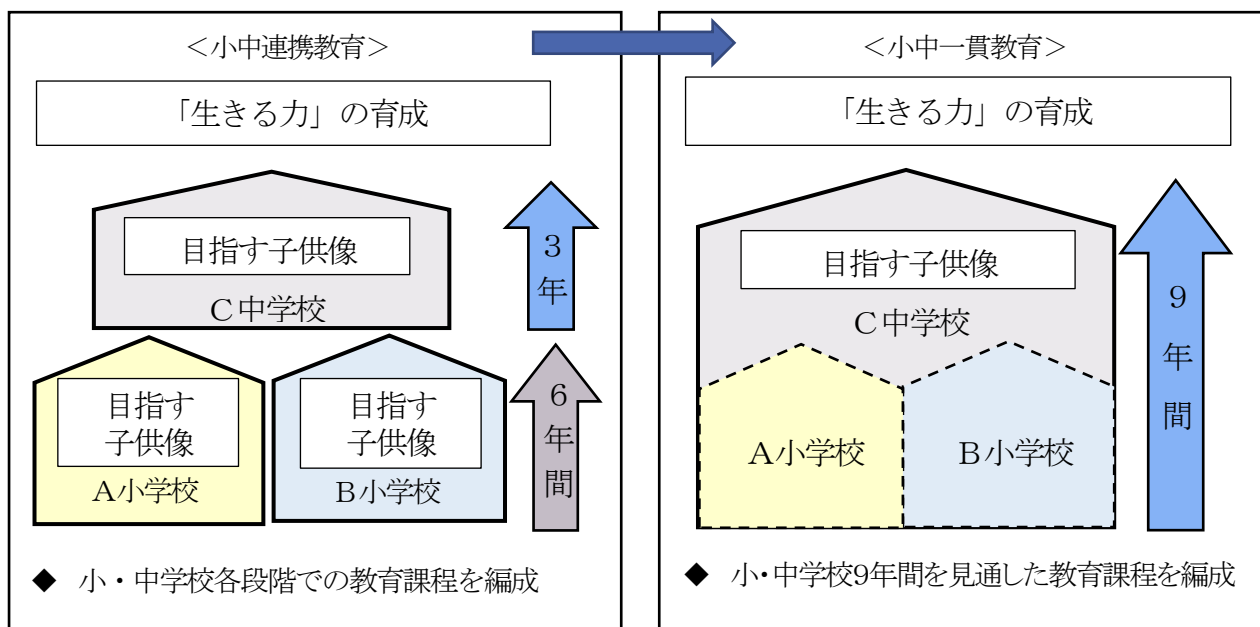 ＜小中連携教育＞
「生きる力」の育成
目指す子供像
Ｃ中学校
３年
目指す
子供像
Ａ小学校
目指す
子供像
Ｂ小学校
６年間
◆ 小・中学校各段階での教育課程を編成
＜小中一貫教育＞
「生きる力」の育成
目指す子供像
Ｃ中学校
Ａ小学校
Ｂ小学校
９年間
◆ 小・中学校9年間を見通した教育課程を編成